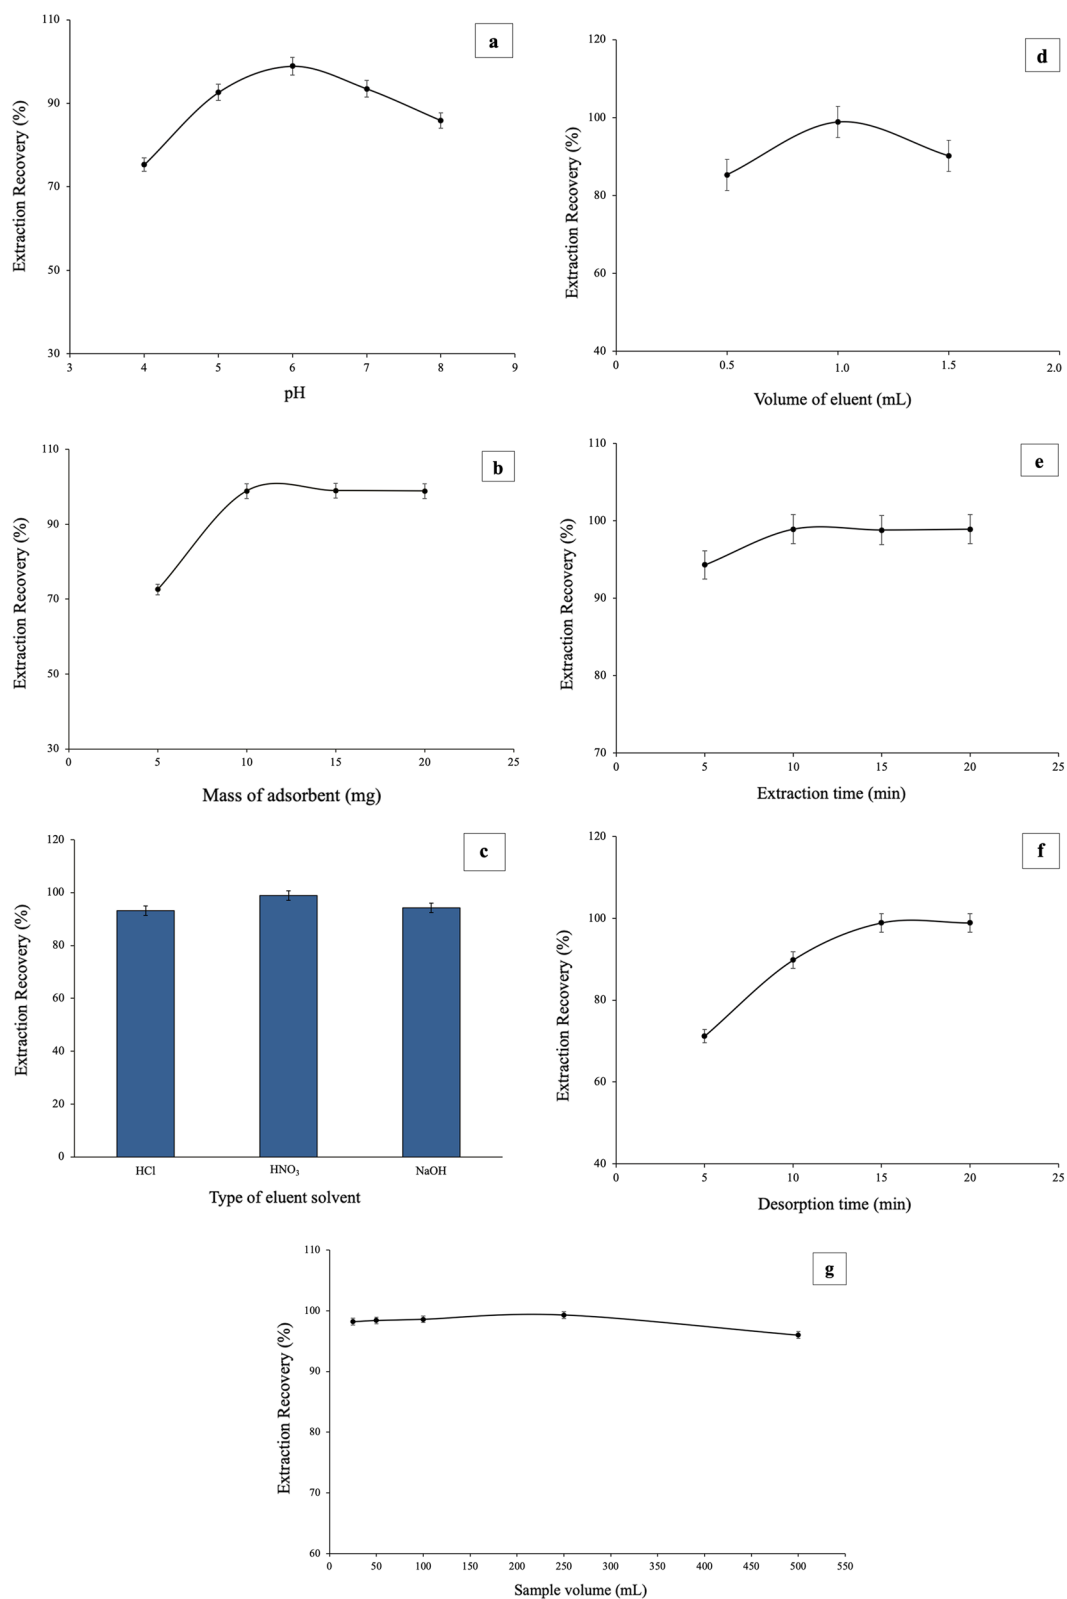 a
110
90
70
50
30
3 4 5 6 7 8 9
Extraction Recovery (%)
pH
d
120
100
80
60
40
0 0.5 1.0 1.5 2.0
Extraction Recovery (%)
Volume of eluent (mL)
b
110
90
70
50
30
0 5 10 15 20 25
Extraction Recovery (%)
Mass of adsorbent (mg)
e
110
100
90
80
70
0 5 10 15 20 25
Extraction Recovery (%)
Extraction time (min)
c
120
100
80
60
40
20
0
HCl HNO₃ NaOH
Extraction Recovery (%)
Type of eluent solvent
f
120
100
80
60
40
0 5 10 15 20 25
Extraction Recovery (%)
Desorption time (min)
g
110
100
90
80
70
60
0 50 100 150 200 250 300 350 400 450 500 550
Extraction Recovery (%)
Sample volume (mL)